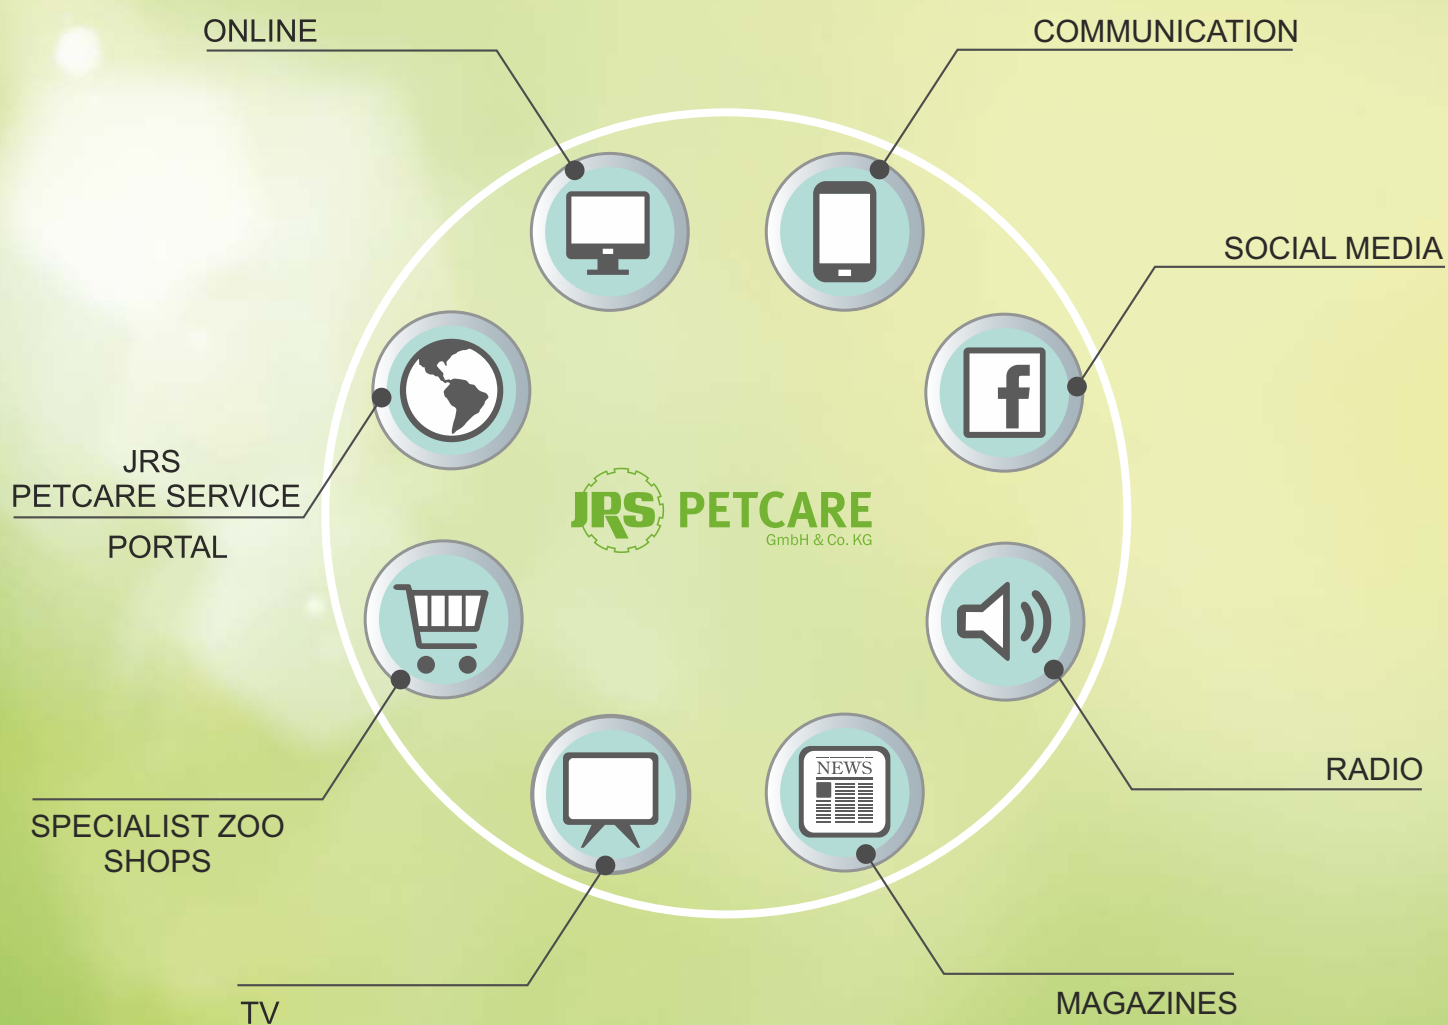 ONLINE
COMMUNICATION
SOCIAL MEDIA
JRS
PETCARE SERVICE
PORTAL
JRS PETCARE
GmbH & Co. KG
NEWS
RADIO
SPECIALIST ZOO
SHOPS
TV
MAGAZINES